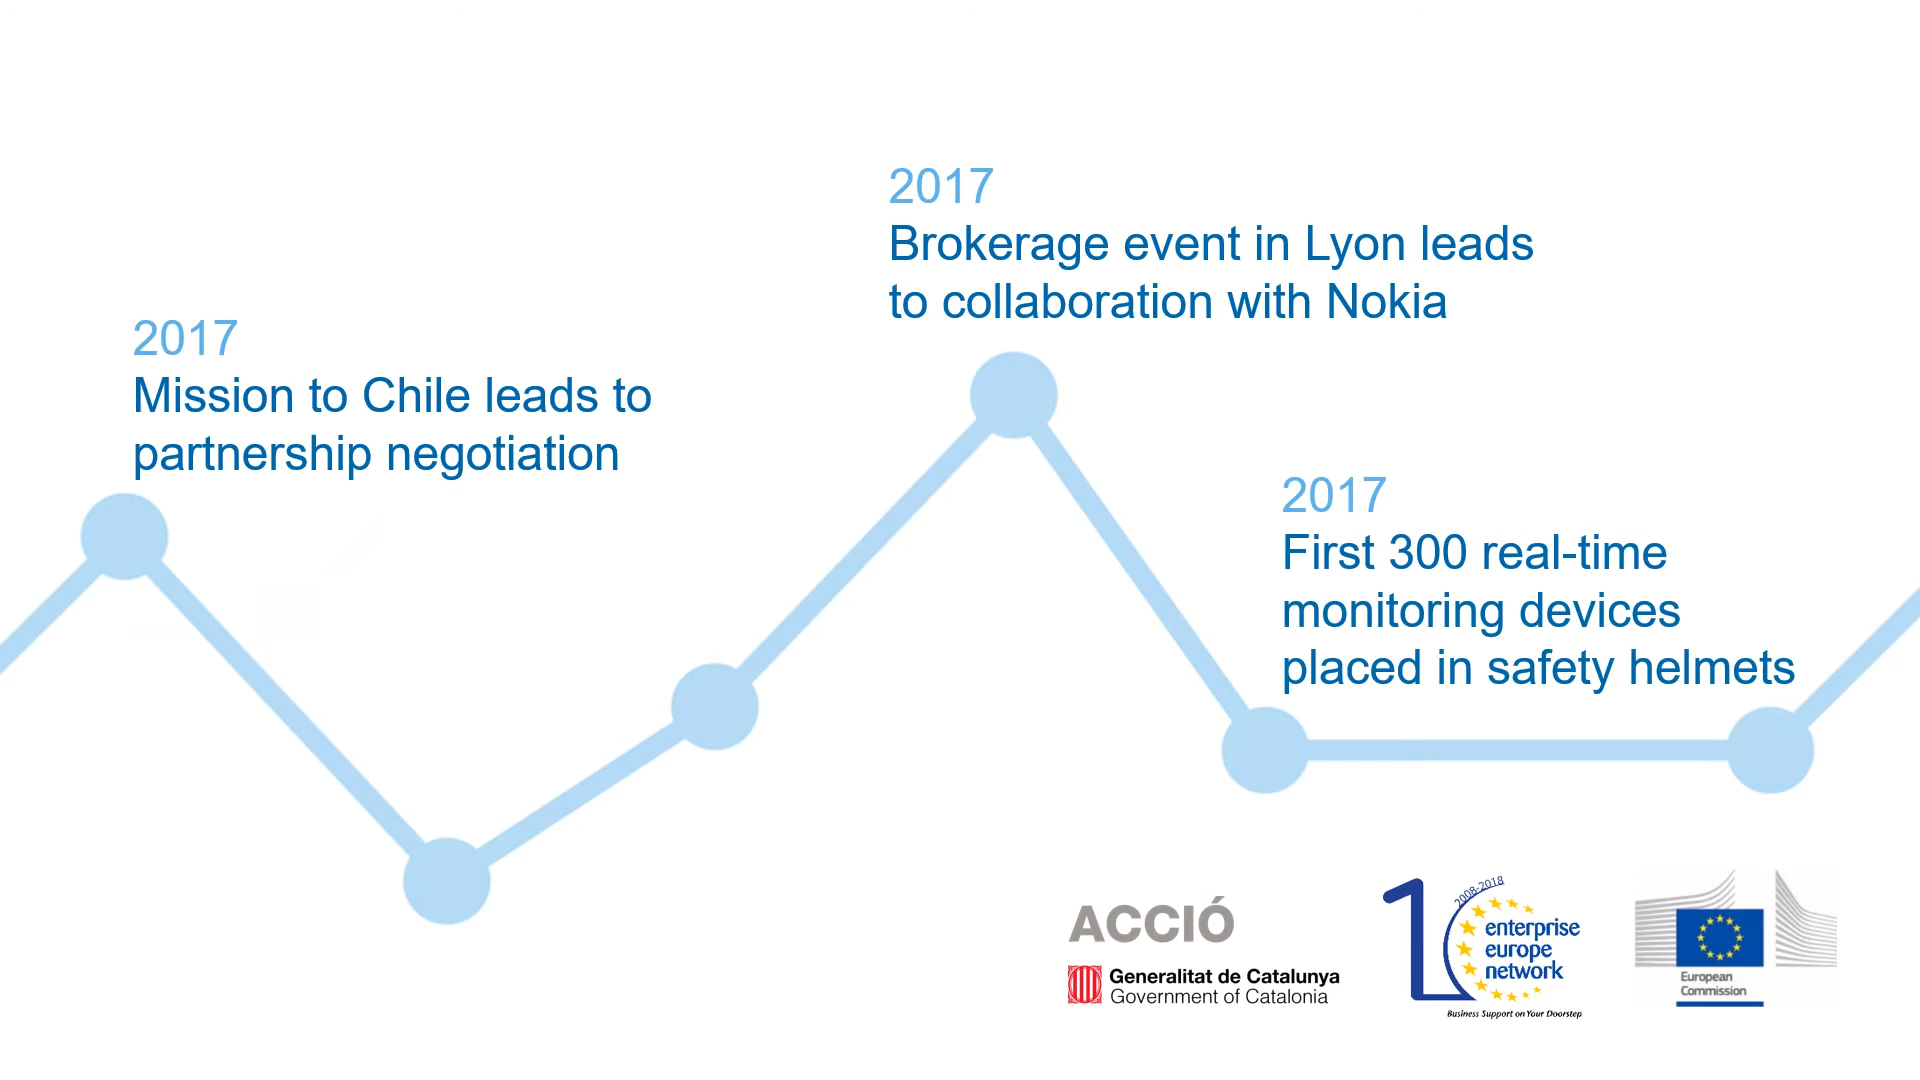 2017
Mission to Chile leads to
partnership negotiation
2017
Brokerage event in Lyon leads
to collaboration with Nokia
2017
First 300 real-time
monitoring devices
placed in safety helmets
ACCIÓ
Generalitat de Catalunya
Government of Catalonia
10
2008-2018
enterprise
europe
network
Business Support on Your Doorstep
European
Commission